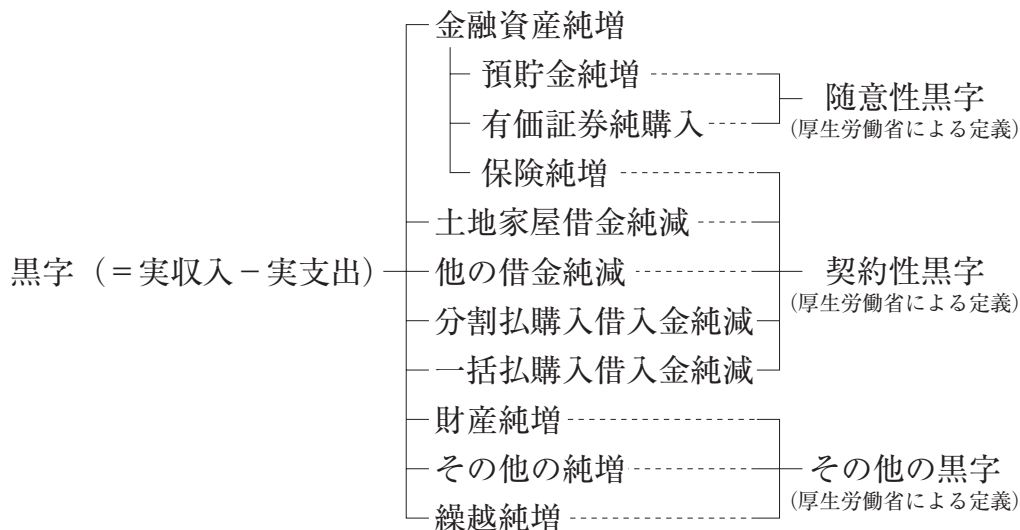 金融資産純増
預貯金純増
有価証券純購入
保険純増
土地家屋借金純減
黒字（＝実収入－実支出）
他の借金純減
分割払購入借入金純減
一括払購入借入金純減
財産純増
その他の純増
繰越純増
随意性黒字
(厚生労働省による定義)
契約性黒字
(厚生労働省による定義)
その他の黒字
(厚生労働省による定義)